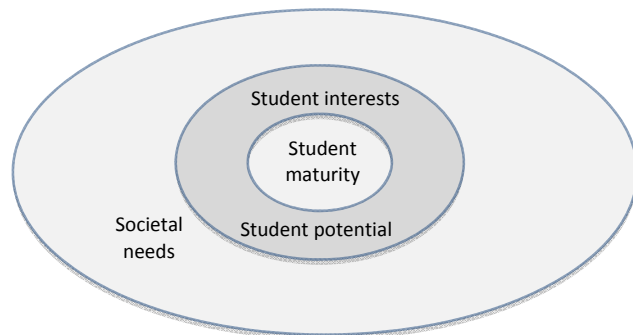 Student interests
Student
maturity
Student potential
Societal
needs